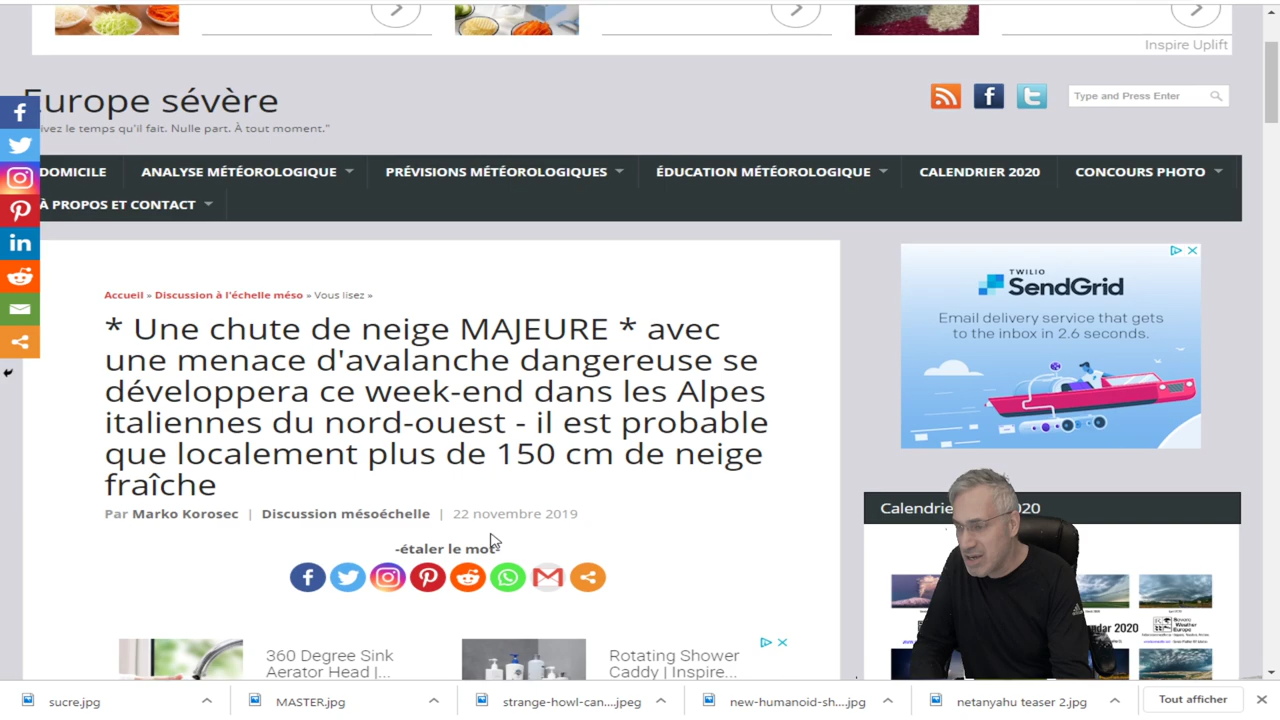 Inspire Uplift
Europe sévère
ivez le temps qu'il fait. Nulle part. À tout moment."
Type and Press Enter
DOMICILE
ANALYSE MÉTÉOROLOGIQUE
PRÉVISIONS MÉTÉOROLOGIQUES
ÉDUCATION MÉTÉOROLOGIQUE
CALENDRIER 2020
CONCOURS PHOTO
À PROPOS ET CONTACT
Accueil » Discussion à l'échelle méso » Vous lisez »
* Une chute de neige MAJEURE * avec
une menace d'avalanche dangereuse se
développera ce week-end dans les Alpes
italiennes du nord-ouest - il est probable
que localement plus de 150 cm de neige
fraîche
Par Marko Korosec | Discussion mésoéchelle | 22 novembre 2019
-étaler le mot-
TWILIO
SendGrid
Email delivery service that gets
to the inbox in 2.6 seconds.
Calendrie 2020
ndar 2020
360 Degree Sink
Aerator Head |...
Rotating Shower
Caddy | Inspire...
sucre.jpg
MASTER.jpg
strange-howl-can....jpeg
new-humanoid-sh....jpg
netanyahu teaser 2.jpg
Tout afficher